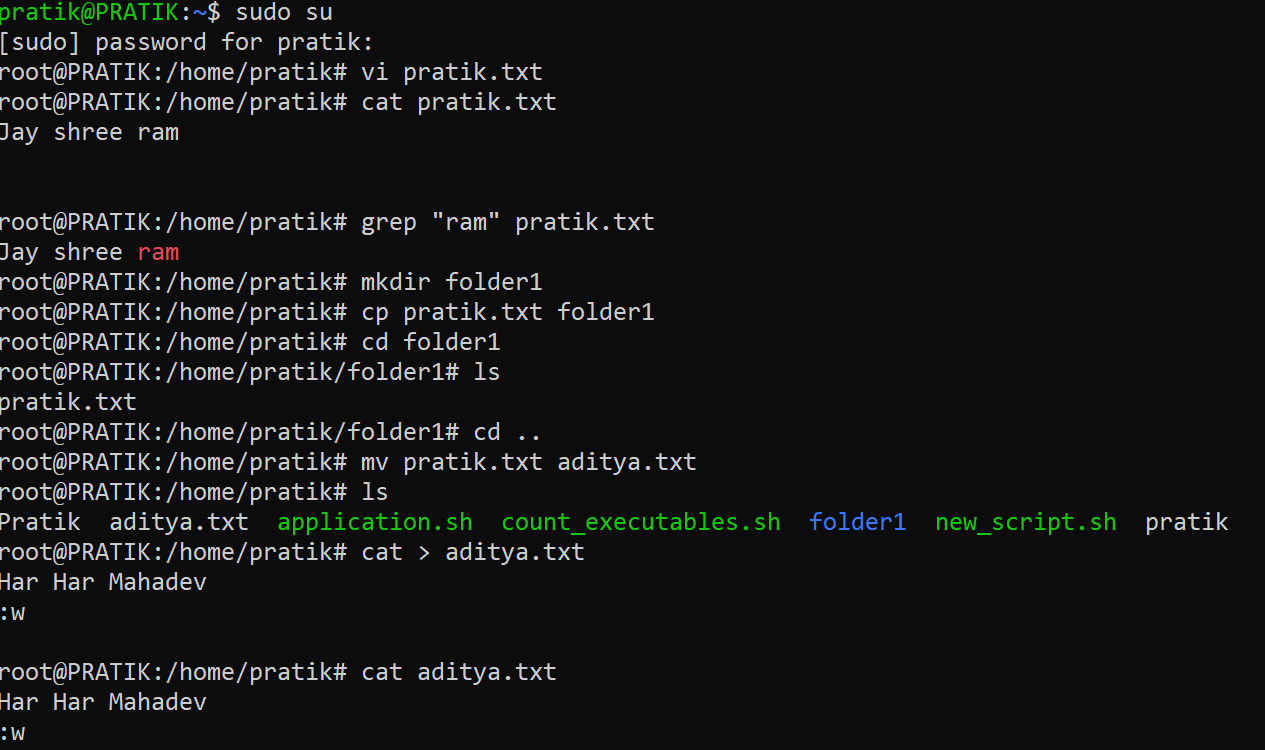 pratik@PRATIK:~$ sudo su
[sudo] password for pratik:
root@PRATIK:/home/pratik# vi pratik.txt
root@PRATIK:/home/pratik# cat pratik.txt
Jay shree ram
root@PRATIK:/home/pratik# grep "ram" pratik.txt
Jay shree ram
root@PRATIK:/home/pratik# mkdir folder1
root@PRATIK:/home/pratik# cp pratik.txt folder1
root@PRATIK:/home/pratik# cd folder1
root@PRATIK:/home/pratik/folder1# ls
pratik.txt
root@PRATIK:/home/pratik/folder1# cd ..
root@PRATIK:/home/pratik# mv pratik.txt aditya.txt
root@PRATIK:/home/pratik# ls
Pratik  aditya.txt  application.sh  count_executables.sh  folder1  new_script.sh  pratik
root@PRATIK:/home/pratik# cat > aditya.txt
Har Har Mahadev
:w
root@PRATIK:/home/pratik# cat aditya.txt
Har Har Mahadev
:w